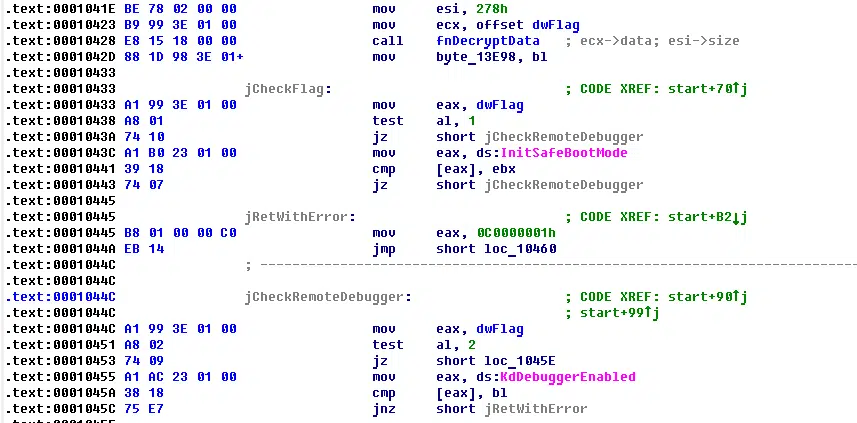 .text:0001041E BE 78 02 00 00 mov esi, 278h
.text:00010423 B9 99 3E 01 00 mov ecx, offset dwFlag
.text:00010428 E8 15 18 00 00 call fnDecryptData ; ecx->data; esi->size
.text:0001042D 88 1D 98 3E 01+ mov byte_13E98, bl
.text:00010433
.text:00010433 jCheckFlag: ; CODE XREF: start+70↑j
.text:00010433 A1 99 3E 01 00 mov eax, dwFlag
.text:00010438 A8 01 test al, 1
.text:0001043A 74 10 jz short jCheckRemoteDebugger
.text:0001043C A1 B0 23 01 00 mov eax, ds:InitSafeBootMode
.text:00010441 39 18 cmp [eax], ebx
.text:00010443 74 07 jz short jCheckRemoteDebugger
.text:00010445
.text:00010445 jRetWithError: ; CODE XREF: start+B2↓j
.text:00010445 B8 01 00 00 C0 mov eax, 0C0000001h
.text:0001044A EB 14 jmp short loc_10460
.text:0001044C ; ---------------------------------------------------------------------------
.text:0001044C
.text:0001044C jCheckRemoteDebugger: ; CODE XREF: start+90↑j
.text:0001044C ; start+99↑j
.text:0001044C A1 99 3E 01 00 mov eax, dwFlag
.text:00010451 A8 02 test al, 2
.text:00010453 74 09 jz short loc_1045E
.text:00010455 A1 AC 23 01 00 mov eax, ds:KdDebuggerEnabled
.text:0001045A 38 18 cmp [eax], bl
.text:0001045C 75 E7 jnz short jRetWithError